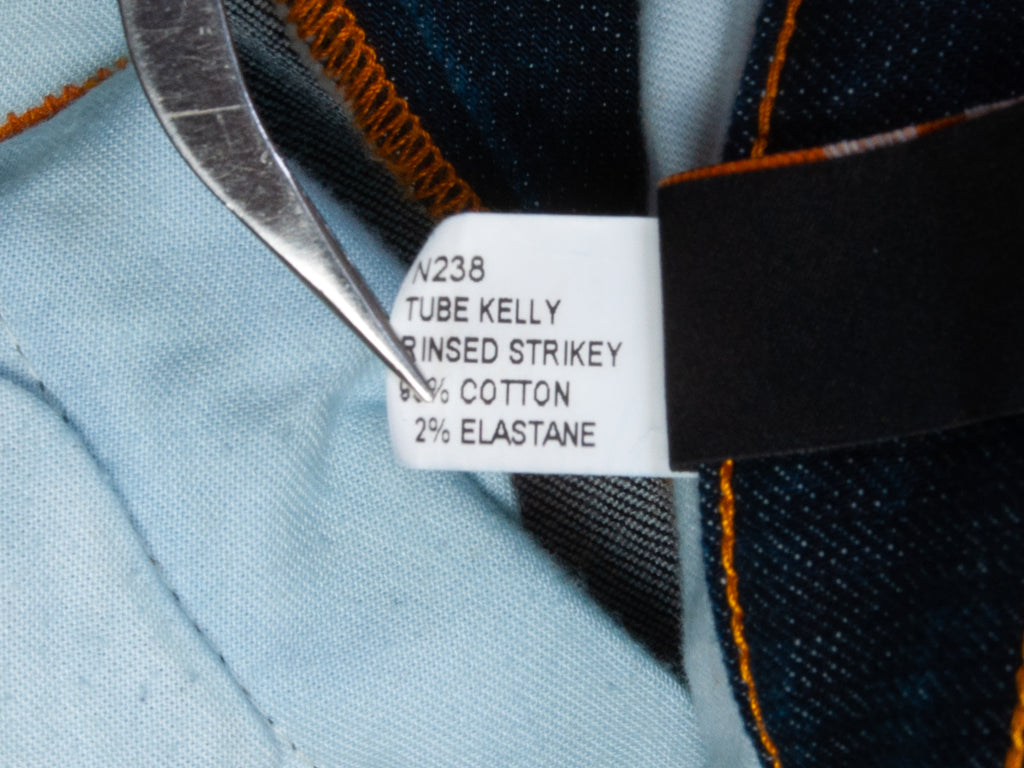 N238
TUBE KELLY
RINSED STRIKEY
COTTON
2% ELASTANE